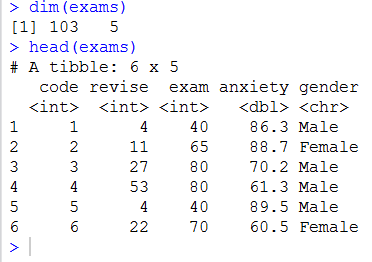 > dim(exams)
[1] 103   5
> head(exams)
# A tibble: 6 x 5
   code revise  exam anxiety gender
  <int>  <int> <int>   <dbl> <chr>
1     1      4    40    86.3 Male
2     2     11    65    88.7 Female
3     3     27    80    70.2 Male
4     4     53    80    61.3 Male
5     5      4    40    89.5 Male
6     6     22    70    60.5 Female
>